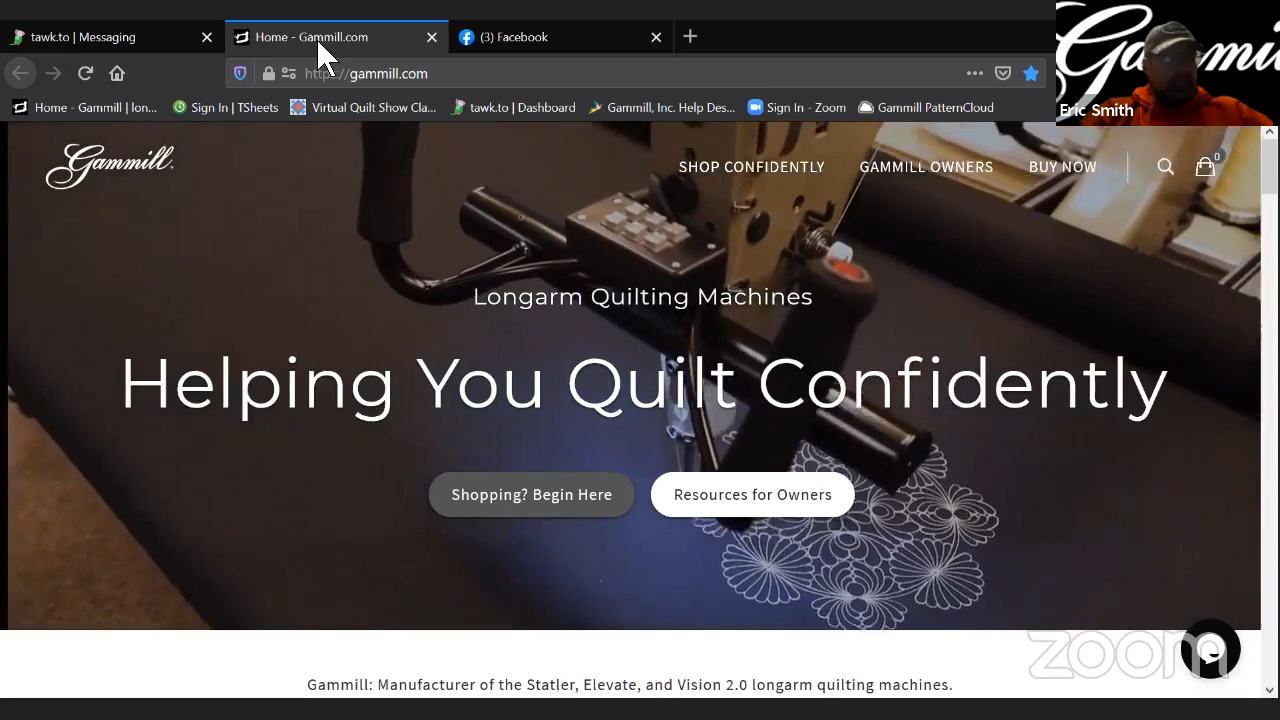 tawk.to | Messaging
Home - Gammill.com
(3) Facebook
https://gammill.com
Home - Gammill | lon...
Sign In | TSheets
Virtual Quilt Show Cla...
tawk.to | Dashboard
Gammill, Inc. Help Des...
Sign In - Zoom
Gammill PatternCloud
Eric Smith
Gammill
SHOP CONFIDENTLY
GAMMILL OWNERS
BUY NOW
0
Longarm Quilting Machines
Helping You Quilt Confidently
Shopping? Begin Here
Resources for Owners
zoom
Gammill: Manufacturer of the Statler, Elevate, and Vision 2.0 longarm quilting machines.